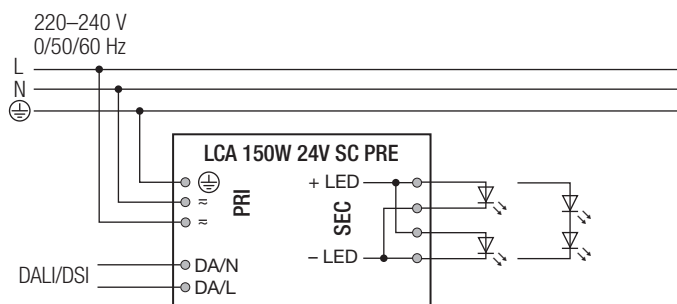 220–240 V
0/50/60 Hz
L
N
LCA 150W 24V SC PRE
PRI
≈
≈
+ LED
SEC
– LED
DALI/DSI
DA/N
DA/L